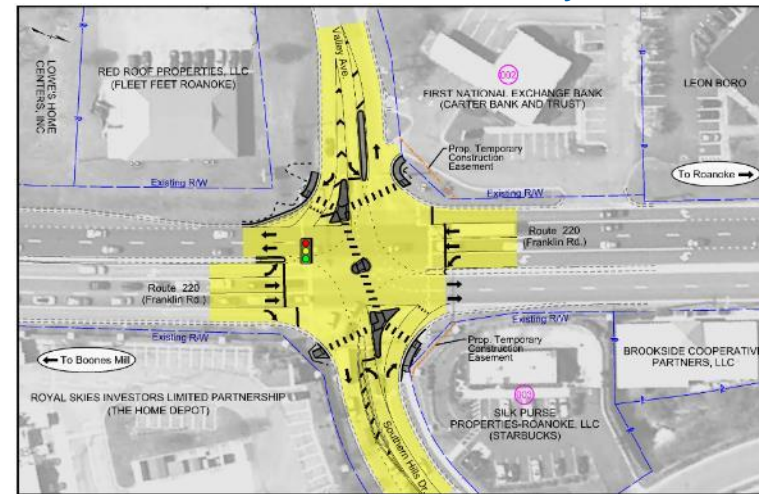 LOWE'S HOME
CENTERS, INC
RED ROOF PROPERTIES, LLC
(FLEET FEET ROANOKE)
Valley Ave.
002
FIRST NATIONAL EXCHANGE BANK
(CARTER BANK AND TRUST)
LEON BORO
Prop. Temporary
Construction
Easement
To Roanoke
Existing R/W
Existing R/W
Route 220
(Franklin Rd.)
Route 220
(Franklin Rd.)
Existing R/W
Existing R/W
To Boones Mill
Prop. Temporary
Construction
Easement
BROOKSIDE COOPERATIVE
PARTNERS, LLC
ROYAL SKIES INVESTORS LIMITED PARTNERSHIP
(THE HOME DEPOT)
003
SILK PURSE
PROPERTIES-ROANOKE, LLC
(STARBUCKS)
Southern Hills Dr.